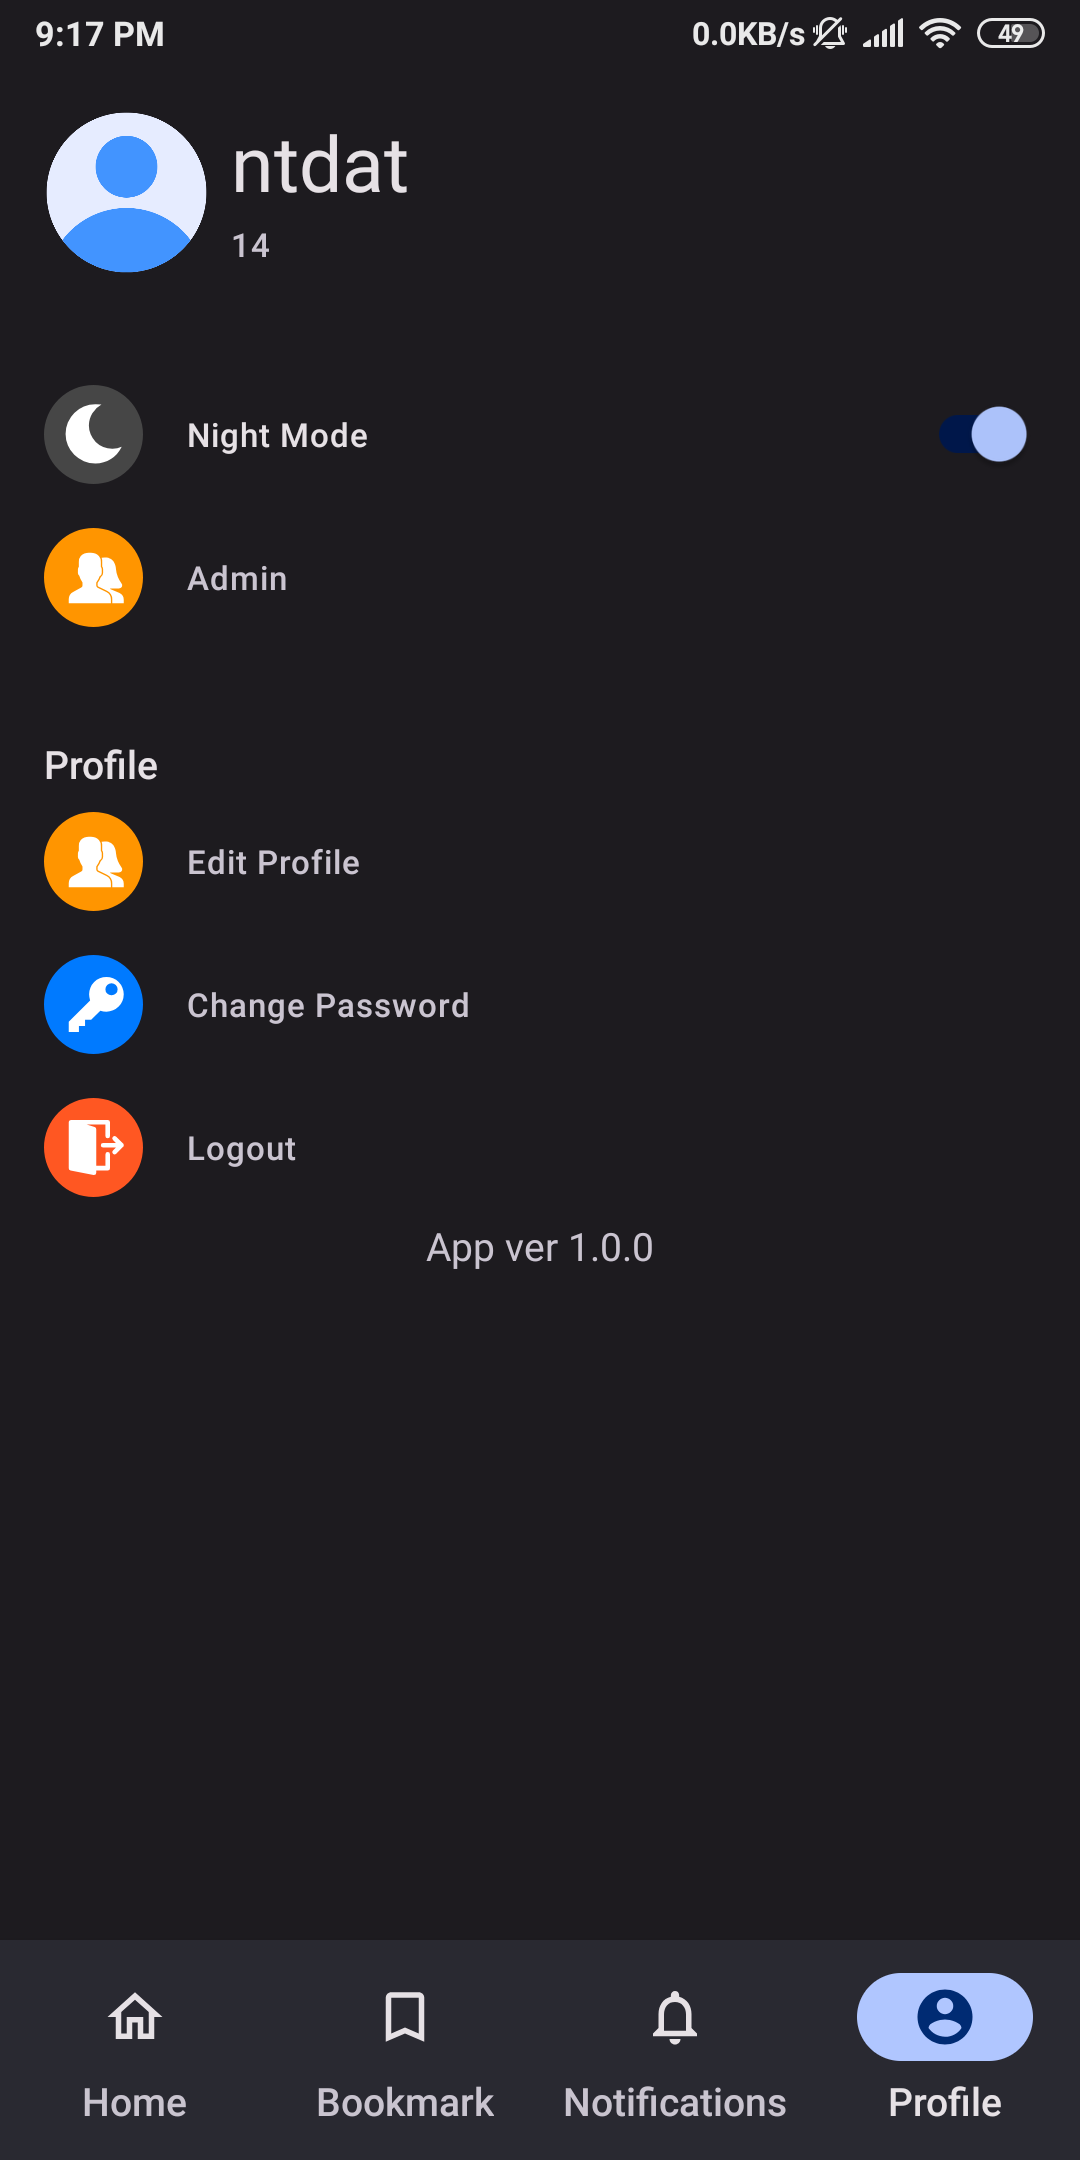 9:17 PM 0.0KB/s 49
ntdat
14
Night Mode
Admin
Profile
Edit Profile
Change Password
Logout
App ver 1.0.0
Home Bookmark Notifications Profile